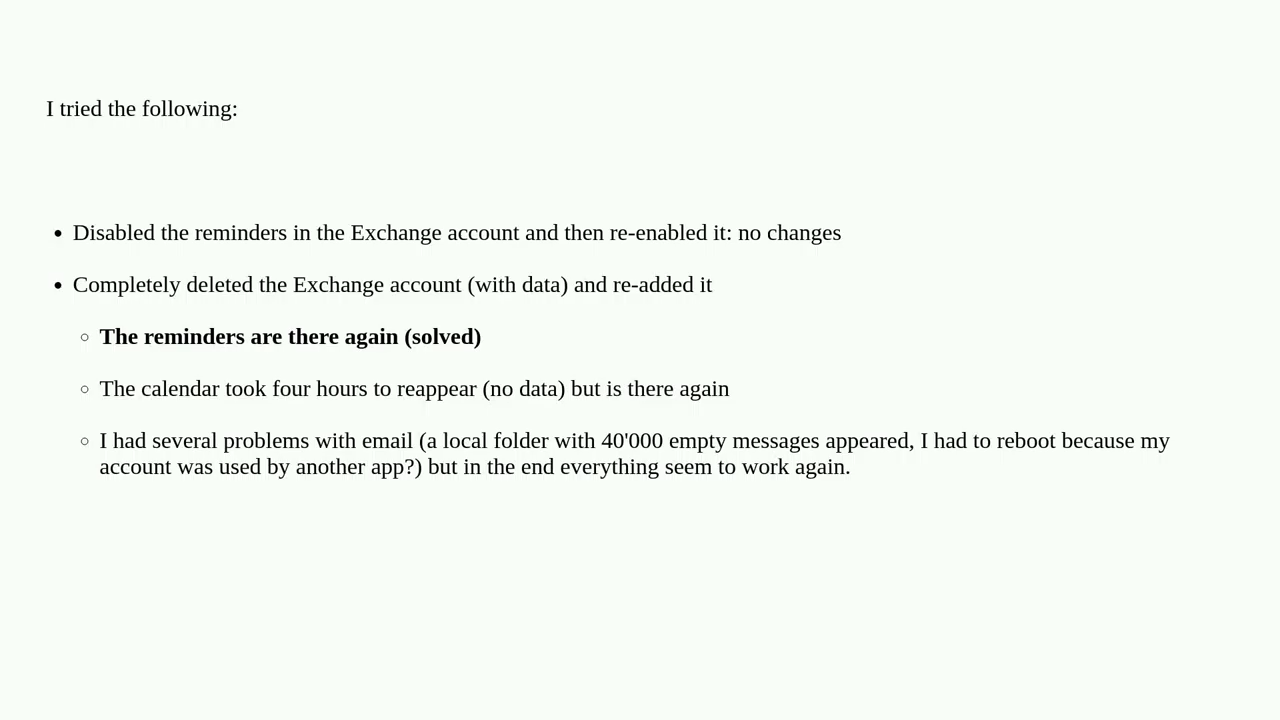 I tried the following:
Disabled the reminders in the Exchange account and then re-enabled it: no changes
Completely deleted the Exchange account (with data) and re-added it
The reminders are there again (solved)
The calendar took four hours to reappear (no data) but is there again
I had several problems with email (a local folder with 40'000 empty messages appeared, I had to reboot because my
account was used by another app?) but in the end everything seem to work again.